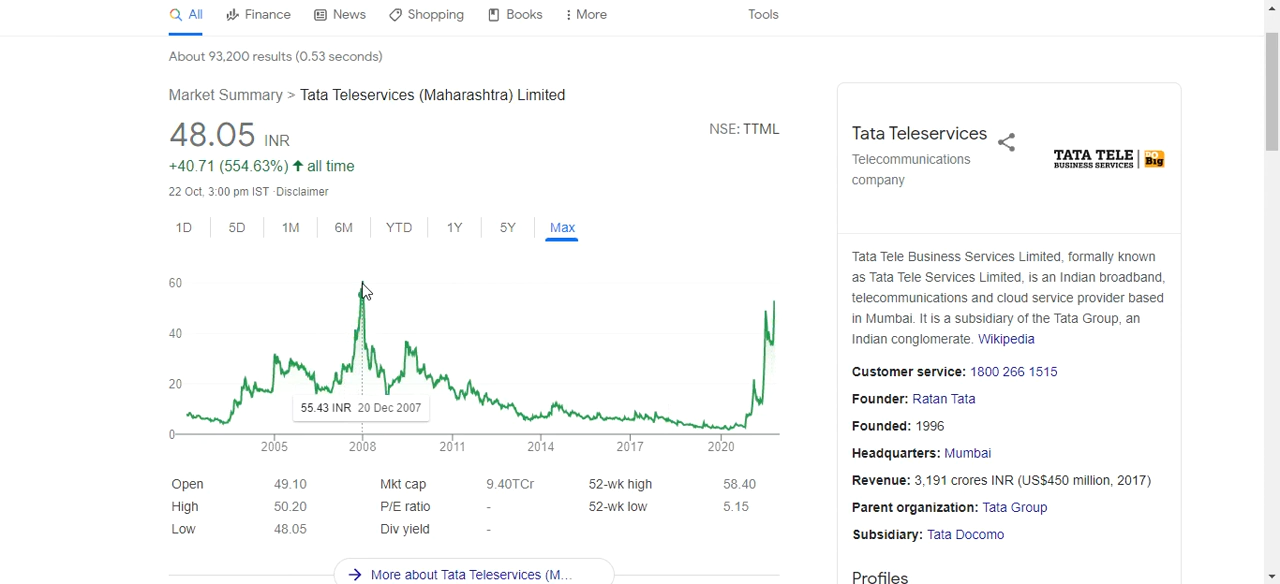 All Finance News Shopping Books More Tools
About 93,200 results (0.53 seconds)
Market Summary > Tata Teleservices (Maharashtra) Limited
48.05 INR
NSE: TTML
+40.71 (554.63%) ↑ all time
22 Oct, 3:00 pm IST ·Disclaimer
1D 5D 1M 6M YTD 1Y 5Y Max
60
40
20
0
55.43 INR 20 Dec 2007
2005 2008 2011 2014 2017 2020
Open 49.10 Mkt cap 9.40TCr 52-wk high 58.40
High 50.20 P/E ratio - 52-wk low 5.15
Low 48.05 Div yield -
→ More about Tata Teleservices (M...
Tata Teleservices
Telecommunications
company
TATA TELE
BUSINESS SERVICES
DO
Big
Tata Tele Business Services Limited, formally known
as Tata Tele Services Limited, is an Indian broadband,
telecommunications and cloud service provider based
in Mumbai. It is a subsidiary of the Tata Group, an
Indian conglomerate. Wikipedia
Customer service: 1800 266 1515
Founder: Ratan Tata
Founded: 1996
Headquarters: Mumbai
Revenue: 3,191 crores INR (US$450 million, 2017)
Parent organization: Tata Group
Subsidiary: Tata Docomo
Profiles